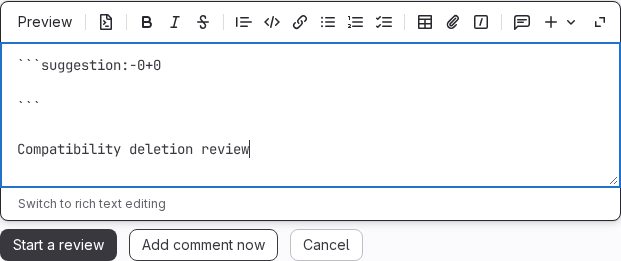 Preview
```suggestion:-0+0
```
Compatibility deletion review
Switch to rich text editing
Start a review Add comment now Cancel